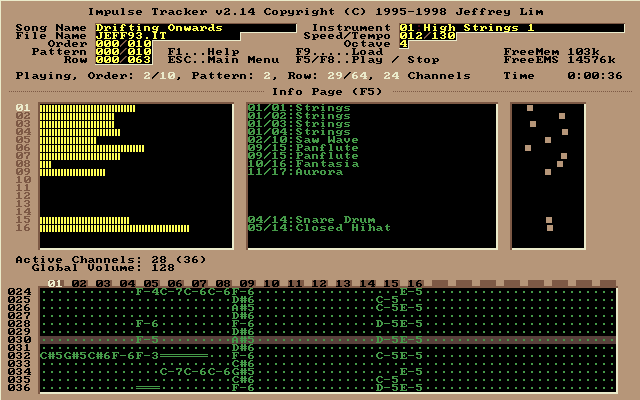 Impulse Tracker v2.14 Copyright (C) 1995-1998 Jeffrey Lim
Song Name Drifting Onwards Instrument 01 High Strings 1
File Name JEFF93.IT Speed/Tempo 012/130
Order 000/010 Octave 4
Pattern 000/010 F1...Help F9.....Load FreeMem 103k
Row 000/063 ESC..Main Menu F5/F8..Play / Stop FreeEMS 14576k
Playing, Order: 2/10, Pattern: 2, Row: 29/64, 24 Channels Time 0:00:36
Info Page (F5)
01 01/01:Strings
02 01/02:Strings
03 01/03:Strings
04 01/04:Strings
05 02/10:Saw Wave
06 09/15:Panflute
07 09/15:Panflute
08 10/16:Fantasia
09 11/17:Aurora
10
11
12
13
14
15 04/14:Snare Drum
16 05/14:Closed Hihat
Active Channels: 28 (36)
Global Volume: 128
01 02 03 04 05 06 07 08 09 10 11 12 13 14 15 16
024 F-4C-7C-6C-6F-6 E-5
025 D#6 C-5
026 A#5 C-5E-5
027 D#6
028 F-6 F-6 D-5E-5
029 D#6
030 F-5 A#5 D-5E-5
031 D#6
032 C#5G#5C#6F-6F-3 F-6 C-5E-5
033 C#6
034 C-7C-6C-6G#5 E-5
035 C#6 C-5
036 F-6 D-5E-5